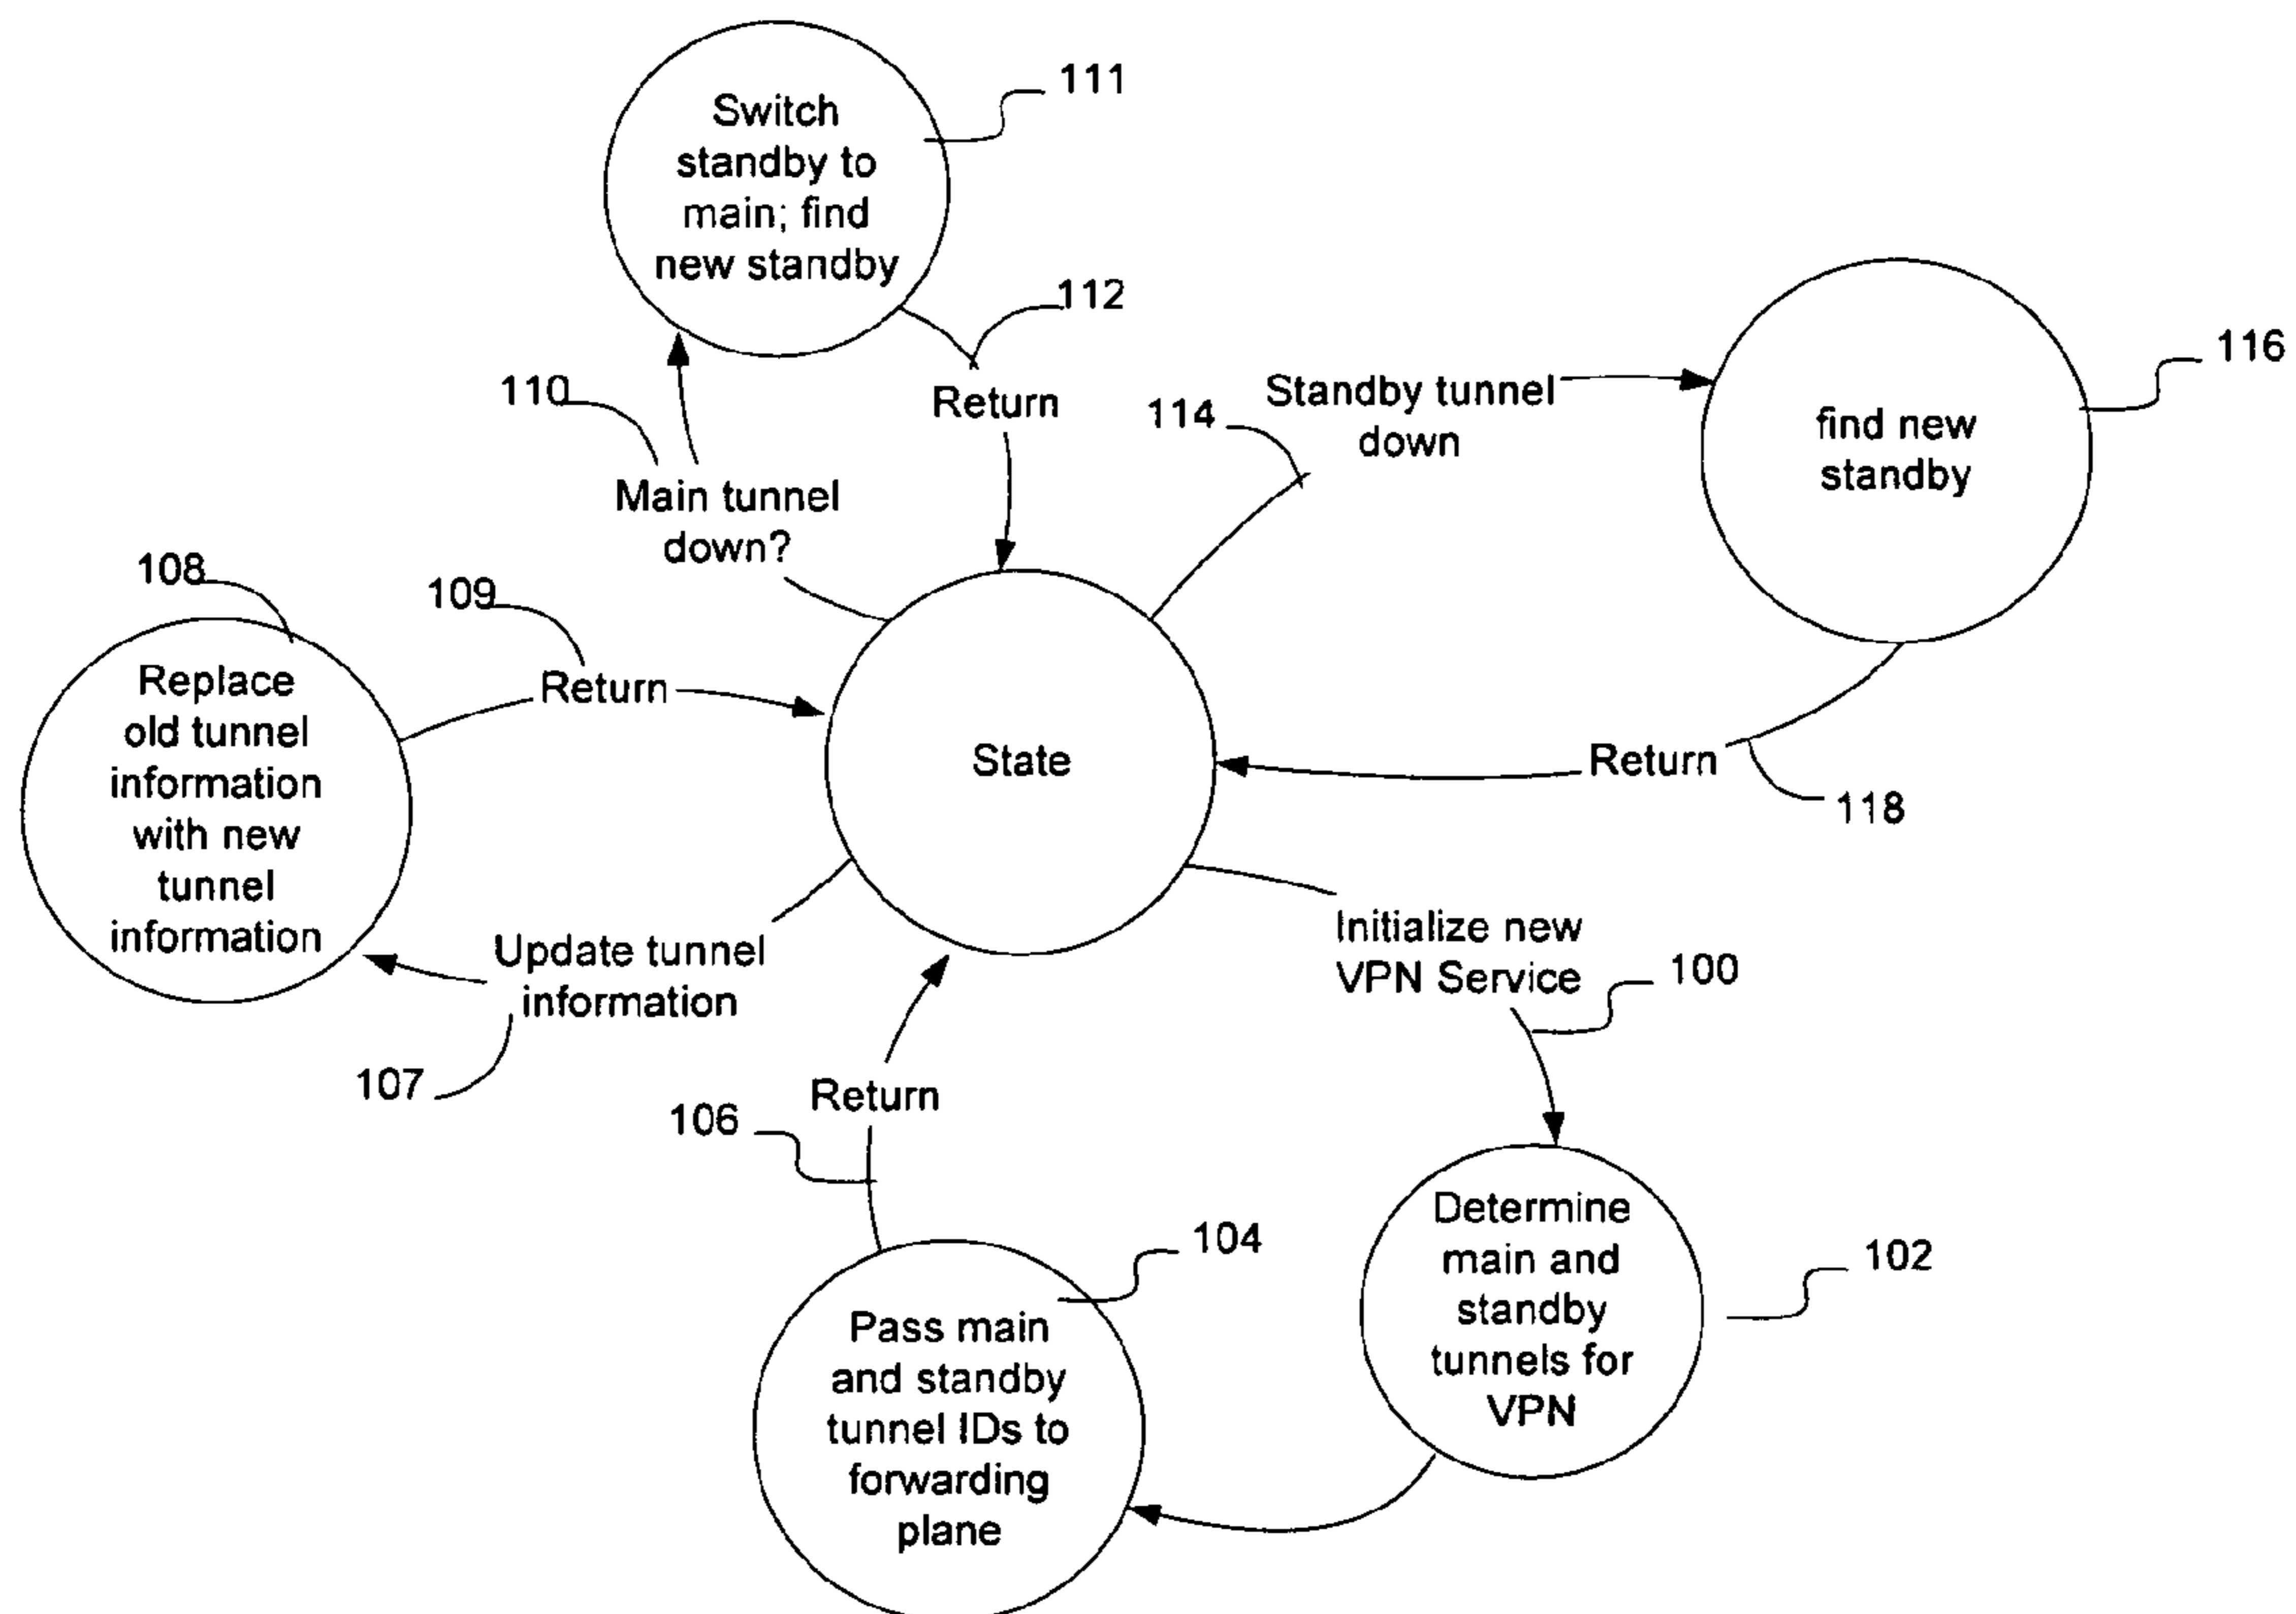 Switch
standby to
main; find
new standby
111
112
Return
110
Main tunnel
down?
114
Standby tunnel
down
116
find new
standby
108
109
Replace
old tunnel
information
with new
tunnel
information
Return
State
Return
118
Update tunnel
information
107
Initialize new
VPN Service
100
Return
106
104
Determine
main and
standby
tunnels for
VPN
102
Pass main
and standby
tunnel IDs to
forwarding
plane